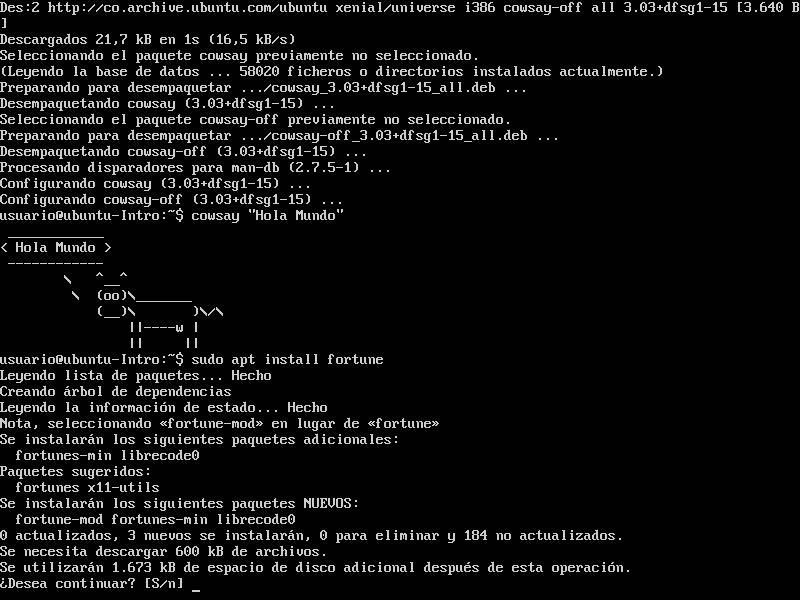 Des:2 http://co.archive.ubuntu.com/ubuntu xenial/universe i386 cowsay-off all 3.03+dfsg1-15 [3.640 B
]
Descargados 21,7 kB en 1s (16,5 kB/s)
Seleccionando el paquete cowsay previamente no seleccionado.
(Leyendo la base de datos ... 58020 ficheros o directorios instalados actualmente.)
Preparando para desempaquetar .../cowsay_3.03+dfsg1-15_all.deb ...
Desempaquetando cowsay (3.03+dfsg1-15) ...
Seleccionando el paquete cowsay-off previamente no seleccionado.
Preparando para desempaquetar .../cowsay-off_3.03+dfsg1-15_all.deb ...
Desempaquetando cowsay-off (3.03+dfsg1-15) ...
Procesando disparadores para man-db (2.7.5-1) ...
Configurando cowsay (3.03+dfsg1-15) ...
Configurando cowsay-off (3.03+dfsg1-15) ...
usuario@ubuntu-Intro:~$ cowsay "Hola Mundo"
 ____________
< Hola Mundo >
 ------------
        \   ^__^
         \  (oo)\_______
            (__)\       )\/\
                ||----w |
                ||     ||
usuario@ubuntu-Intro:~$ sudo apt install fortune
Leyendo lista de paquetes... Hecho
Creando árbol de dependencias
Leyendo la información de estado... Hecho
Nota, seleccionando «fortune-mod» en lugar de «fortune»
Se instalarán los siguientes paquetes adicionales:
  fortunes-min librecode0
Paquetes sugeridos:
  fortunes x11-utils
Se instalarán los siguientes paquetes NUEVOS:
  fortune-mod fortunes-min librecode0
0 actualizados, 3 nuevos se instalarán, 0 para eliminar y 184 no actualizados.
Se necesita descargar 600 kB de archivos.
Se utilizarán 1.673 kB de espacio de disco adicional después de esta operación.
¿Desea continuar? [S/n] _